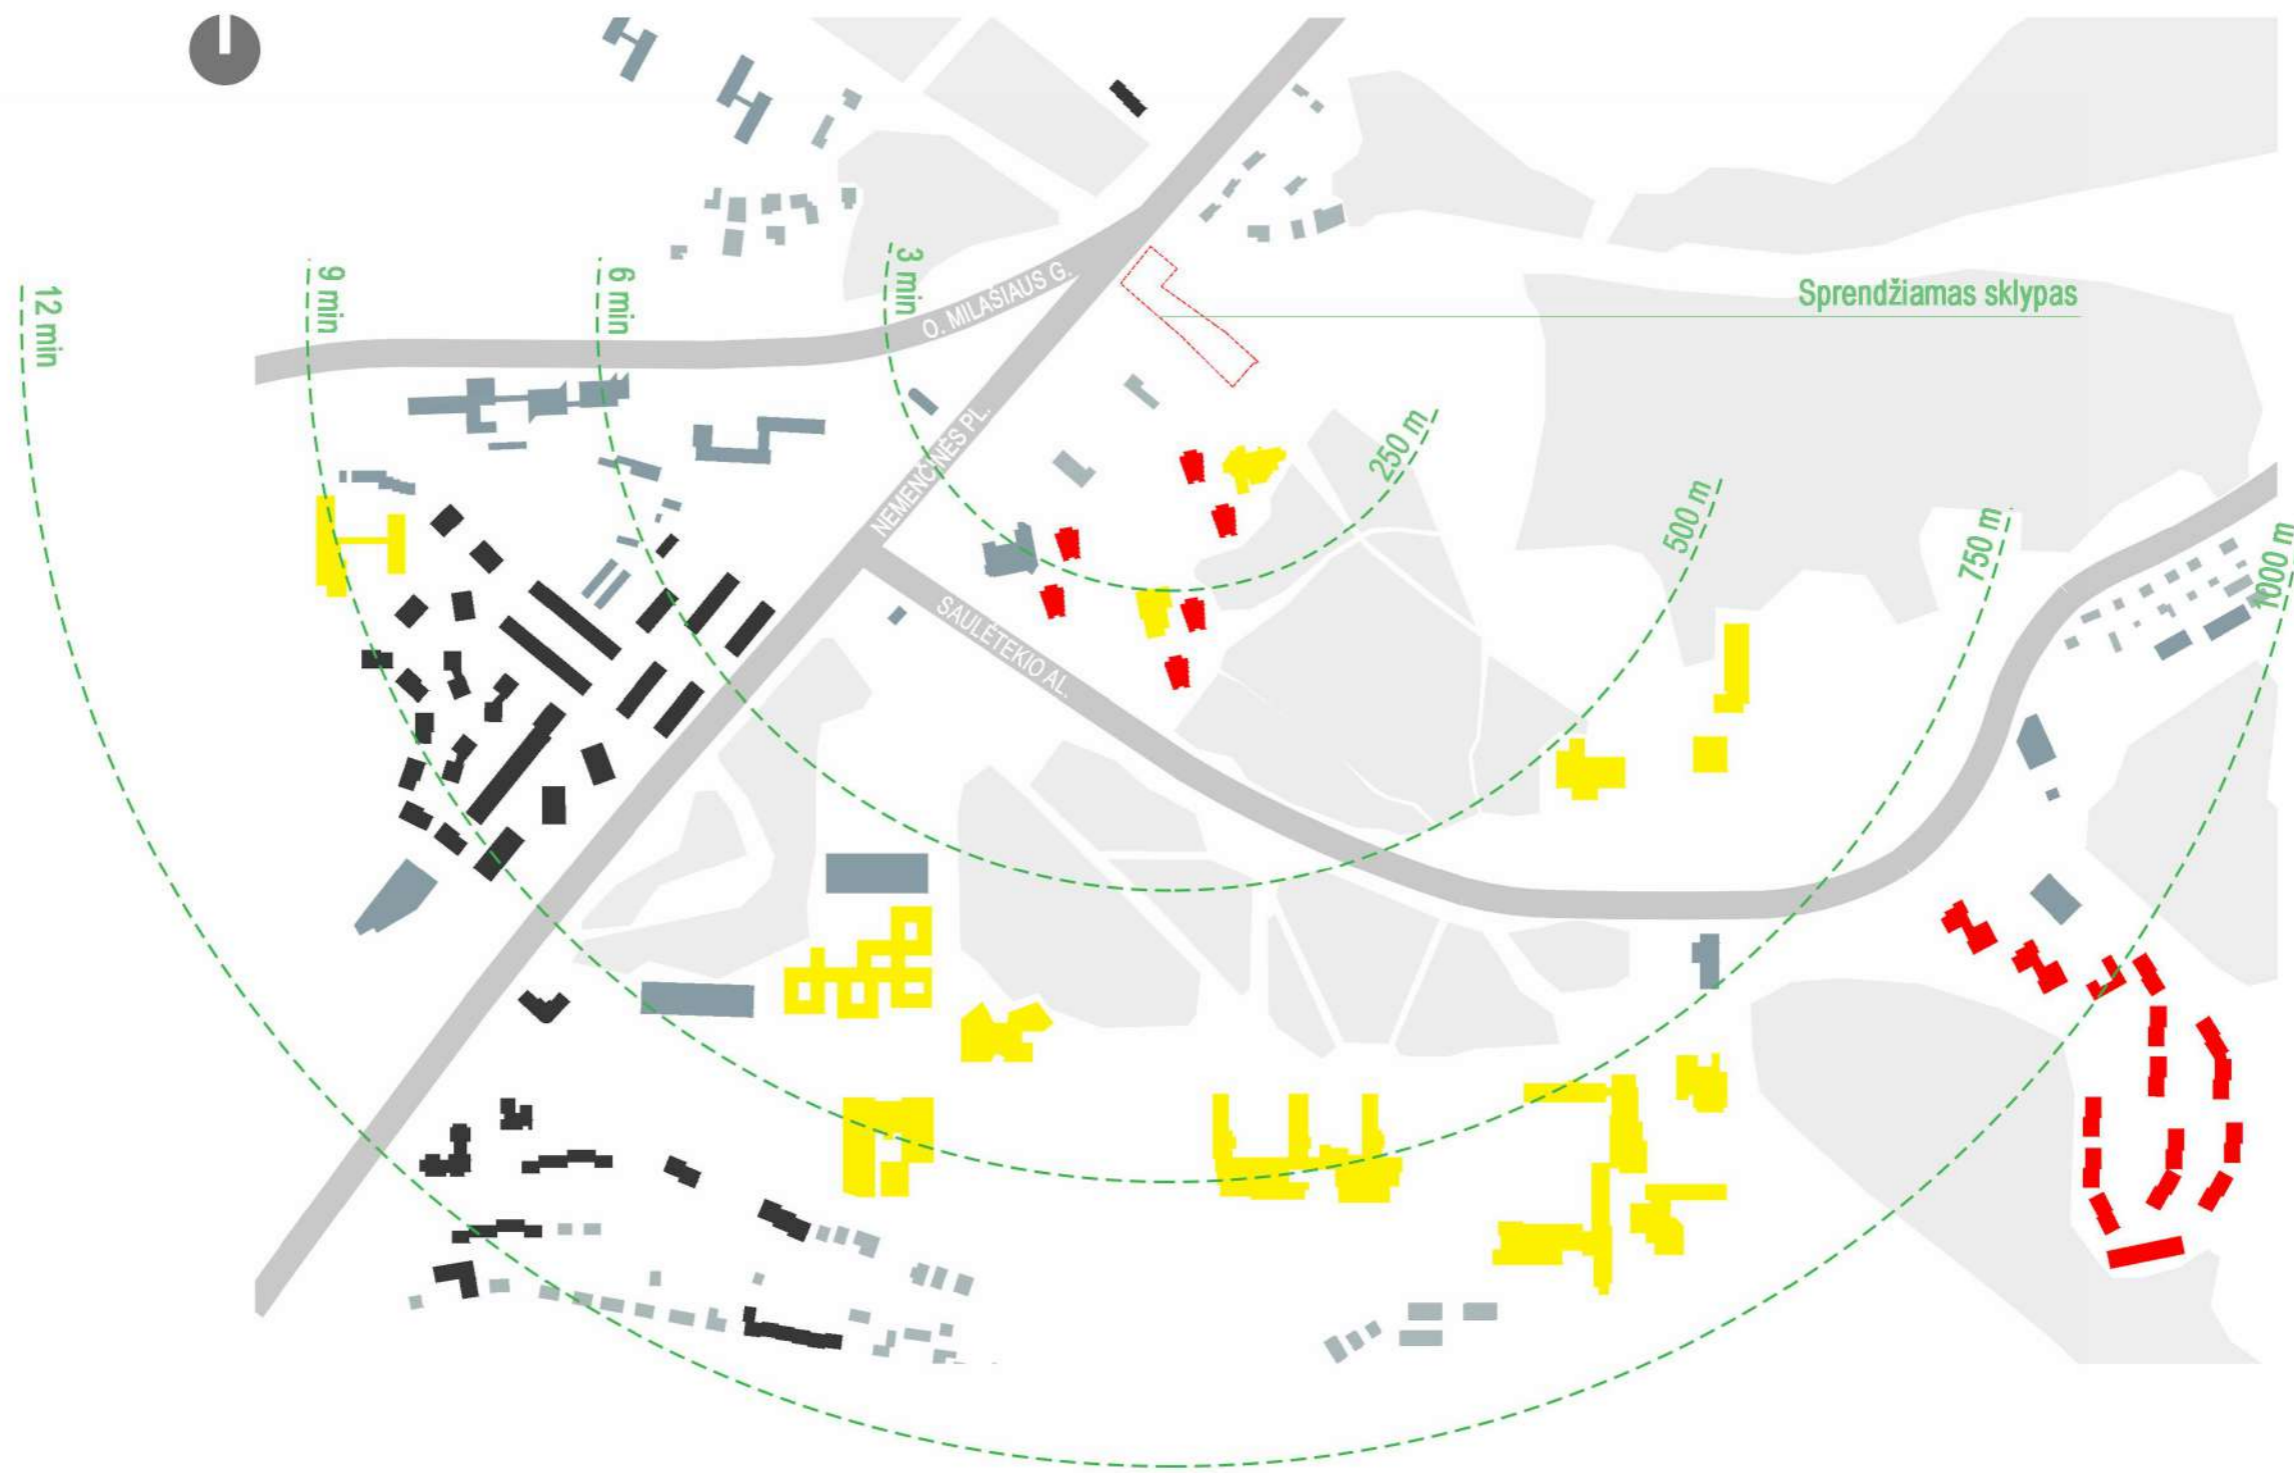 3 min
6 min
9 min
12 min
O. MILAŠIAUS G.
Sprendžiamas sklypas
NEMENČINĖS PL.
250 m
500 m
750 m
1000 m
SAULĖTEKIO AL.